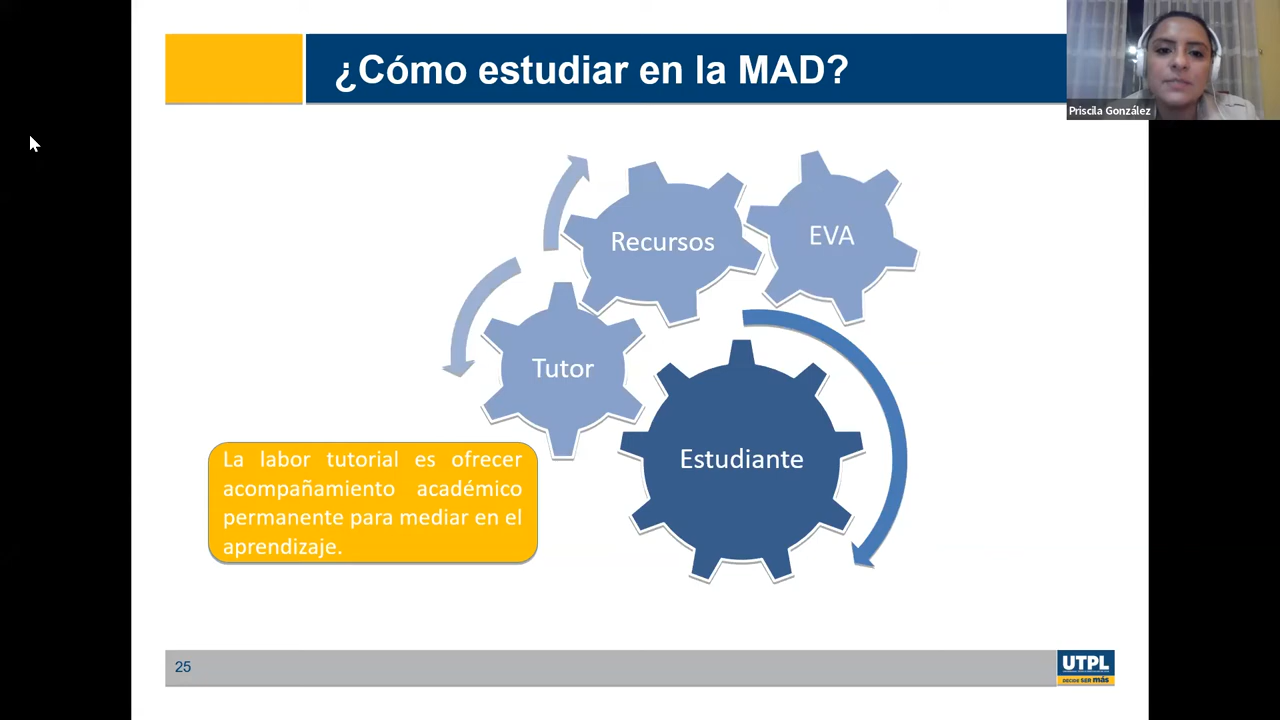 ¿Cómo estudiar en la MAD?
Priscila González
Recursos
EVA
Tutor
Estudiante
La labor tutorial es ofrecer
acompañamiento académico
permanente para mediar en el
aprendizaje.
25
UTPL
DECIDE SER más